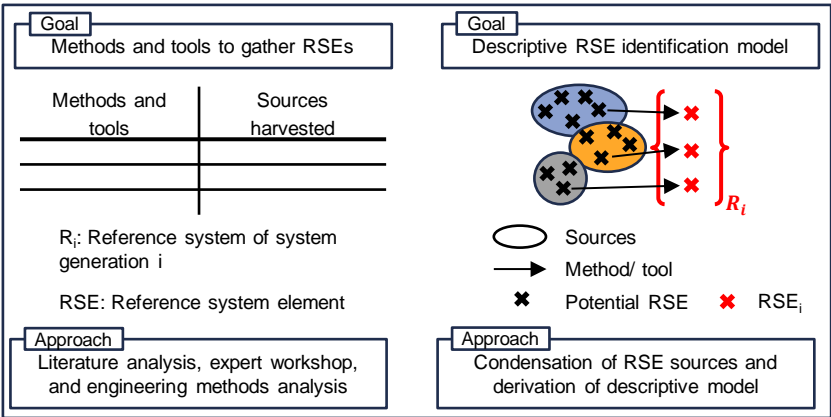 Goal
Methods and tools to gather RSEs
Methods and
tools
Sources
harvested
Rᵢ: Reference system of system
generation i
RSE: Reference system element
Approach
Literature analysis, expert workshop,
and engineering methods analysis
Goal
Descriptive RSE identification model
Rᵢ
Sources
Method/ tool
Potential RSE
RSEᵢ
Approach
Condensation of RSE sources and
derivation of descriptive model